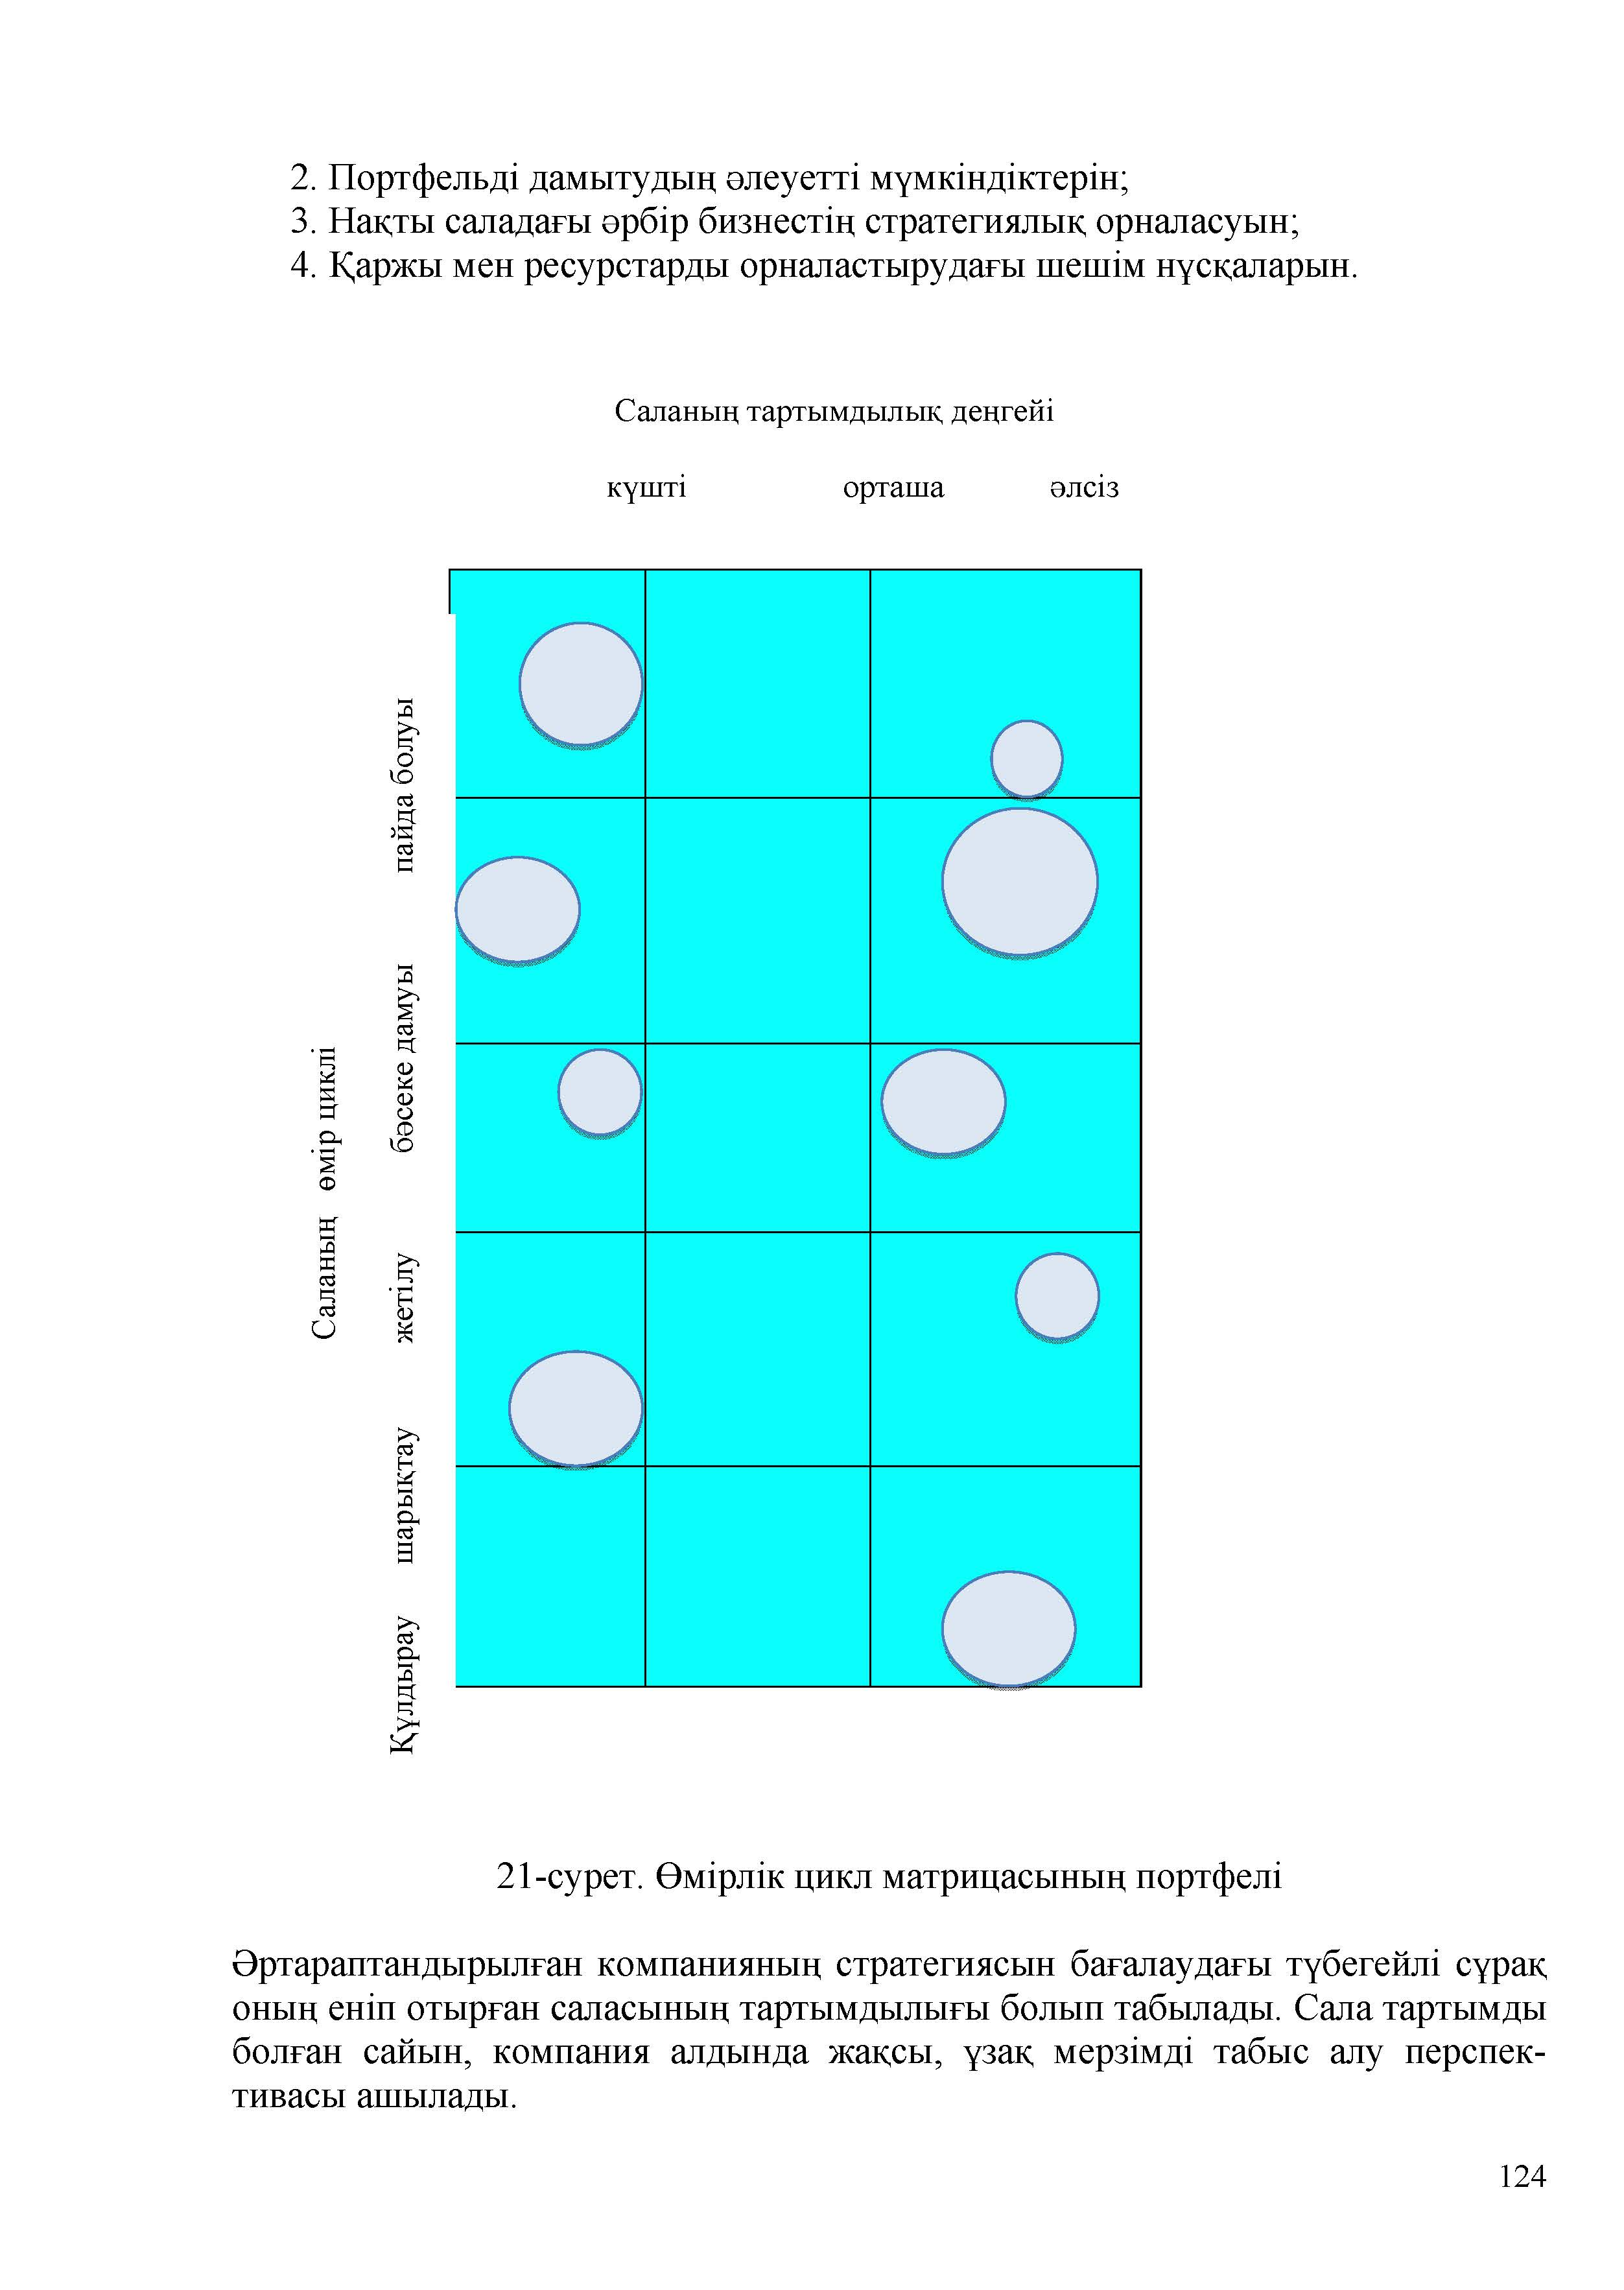 2. Портфельді дамытудың әлеуетті мүмкіндіктерін;
3. Нақты саладағы әрбір бизнестің стратегиялық орналасуын;
4. Қаржы мен ресурстарды орналастырудағы шешім нұсқаларын.
Саланың тартымдылық деңгейі
күшті орташа әлсіз
Саланың өмір циклі
пайда болуы
бәсеке дамуы
жетілу
шарықтау
Құлдырау
21-сурет. Өмірлік цикл матрицасының портфелі
Әртараптандырылған компанияның стратегиясын бағалаудағы түбегейлі сұрақ
оның еніп отырған саласының тартымдылығы болып табылады. Сала тартымды
болған сайын, компания алдында жақсы, ұзақ мерзімді табыс алу перспек-
тивасы ашылады.
124